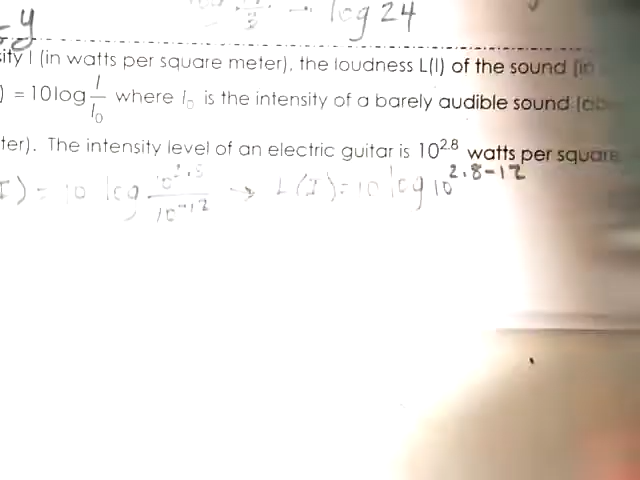 y log 24
sity I (in watts per square meter), the loudness L(I) of the sound (in
) = 10log I/I₀ where I₀ is the intensity of a barely audible sound
ter). The intensity level of an electric guitar is 10^2.8 watts per square
I) = 10 log 10^2.8/10^-12 → L(I) = 10 log 10^2.8-12